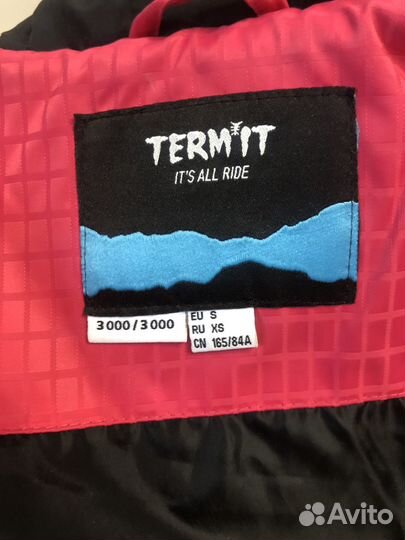 TERMIT
IT'S ALL RIDE
3000/3000
EU S
RU XS
CN 165/84A
Avito